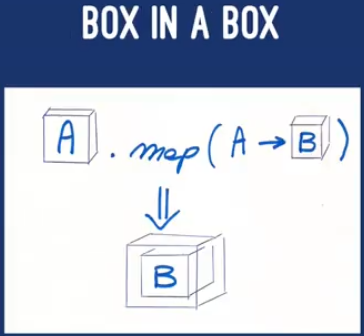 BOX IN A BOX
A . map ( A → B )
⇓
B